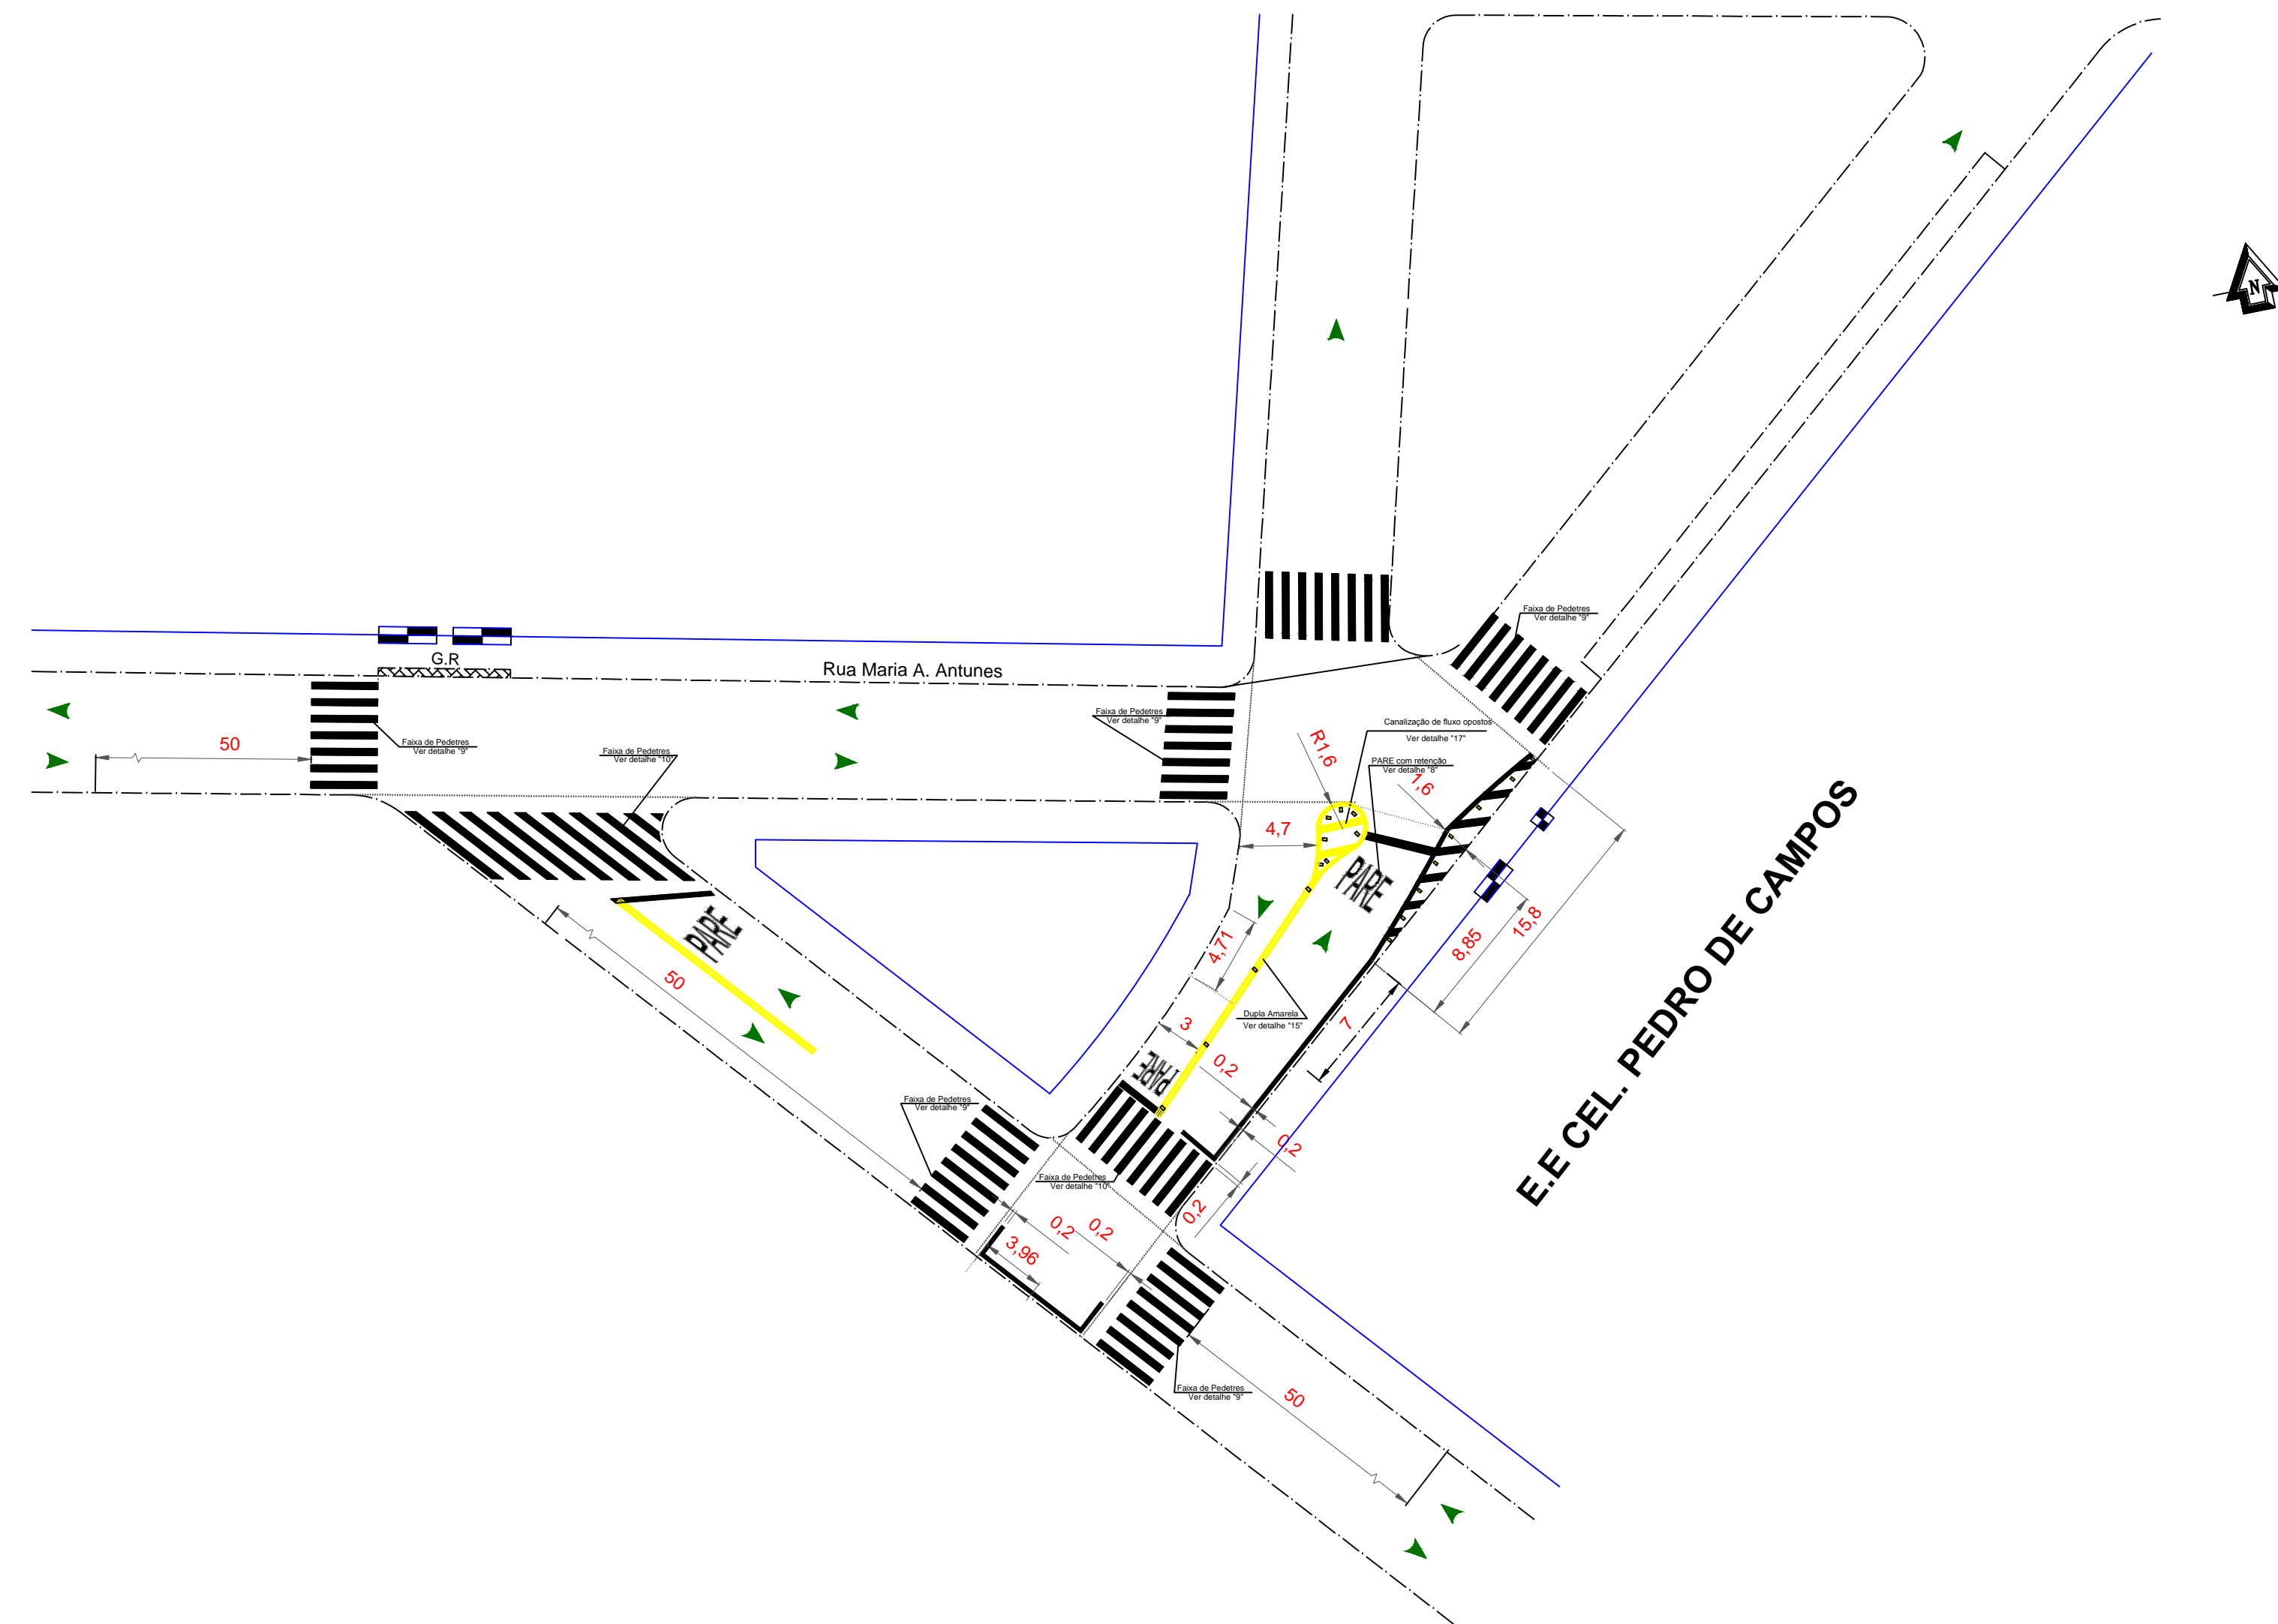 N
Faixa de Pedetres
Ver detalhe "9"
G.R
Rua Maria A. Antunes
Faixa de Pedetres
Ver detalhe "9"
Canalização de fluxo opostos
Ver detalhe "17"
R1,6
50
Faixa de Pedetres
Ver detalhe "9"
Faixa de Pedetres
Ver detalhe "10"
PARE com retenção
Ver detalhe "8"
1,6
4,7
PARE
PARE
E.E CEL. PEDRO DE CAMPOS
15,8
8,85
4,71
50
Dupla Amarela
Ver detalhe "15"
7
3
0,2
PARE
Faixa de Pedetres
Ver detalhe "9"
0,2
Faixa de Pedetres
Ver detalhe "10"
0,2
0,2
0,2
3,96
Faixa de Pedetres
Ver detalhe "9"
50